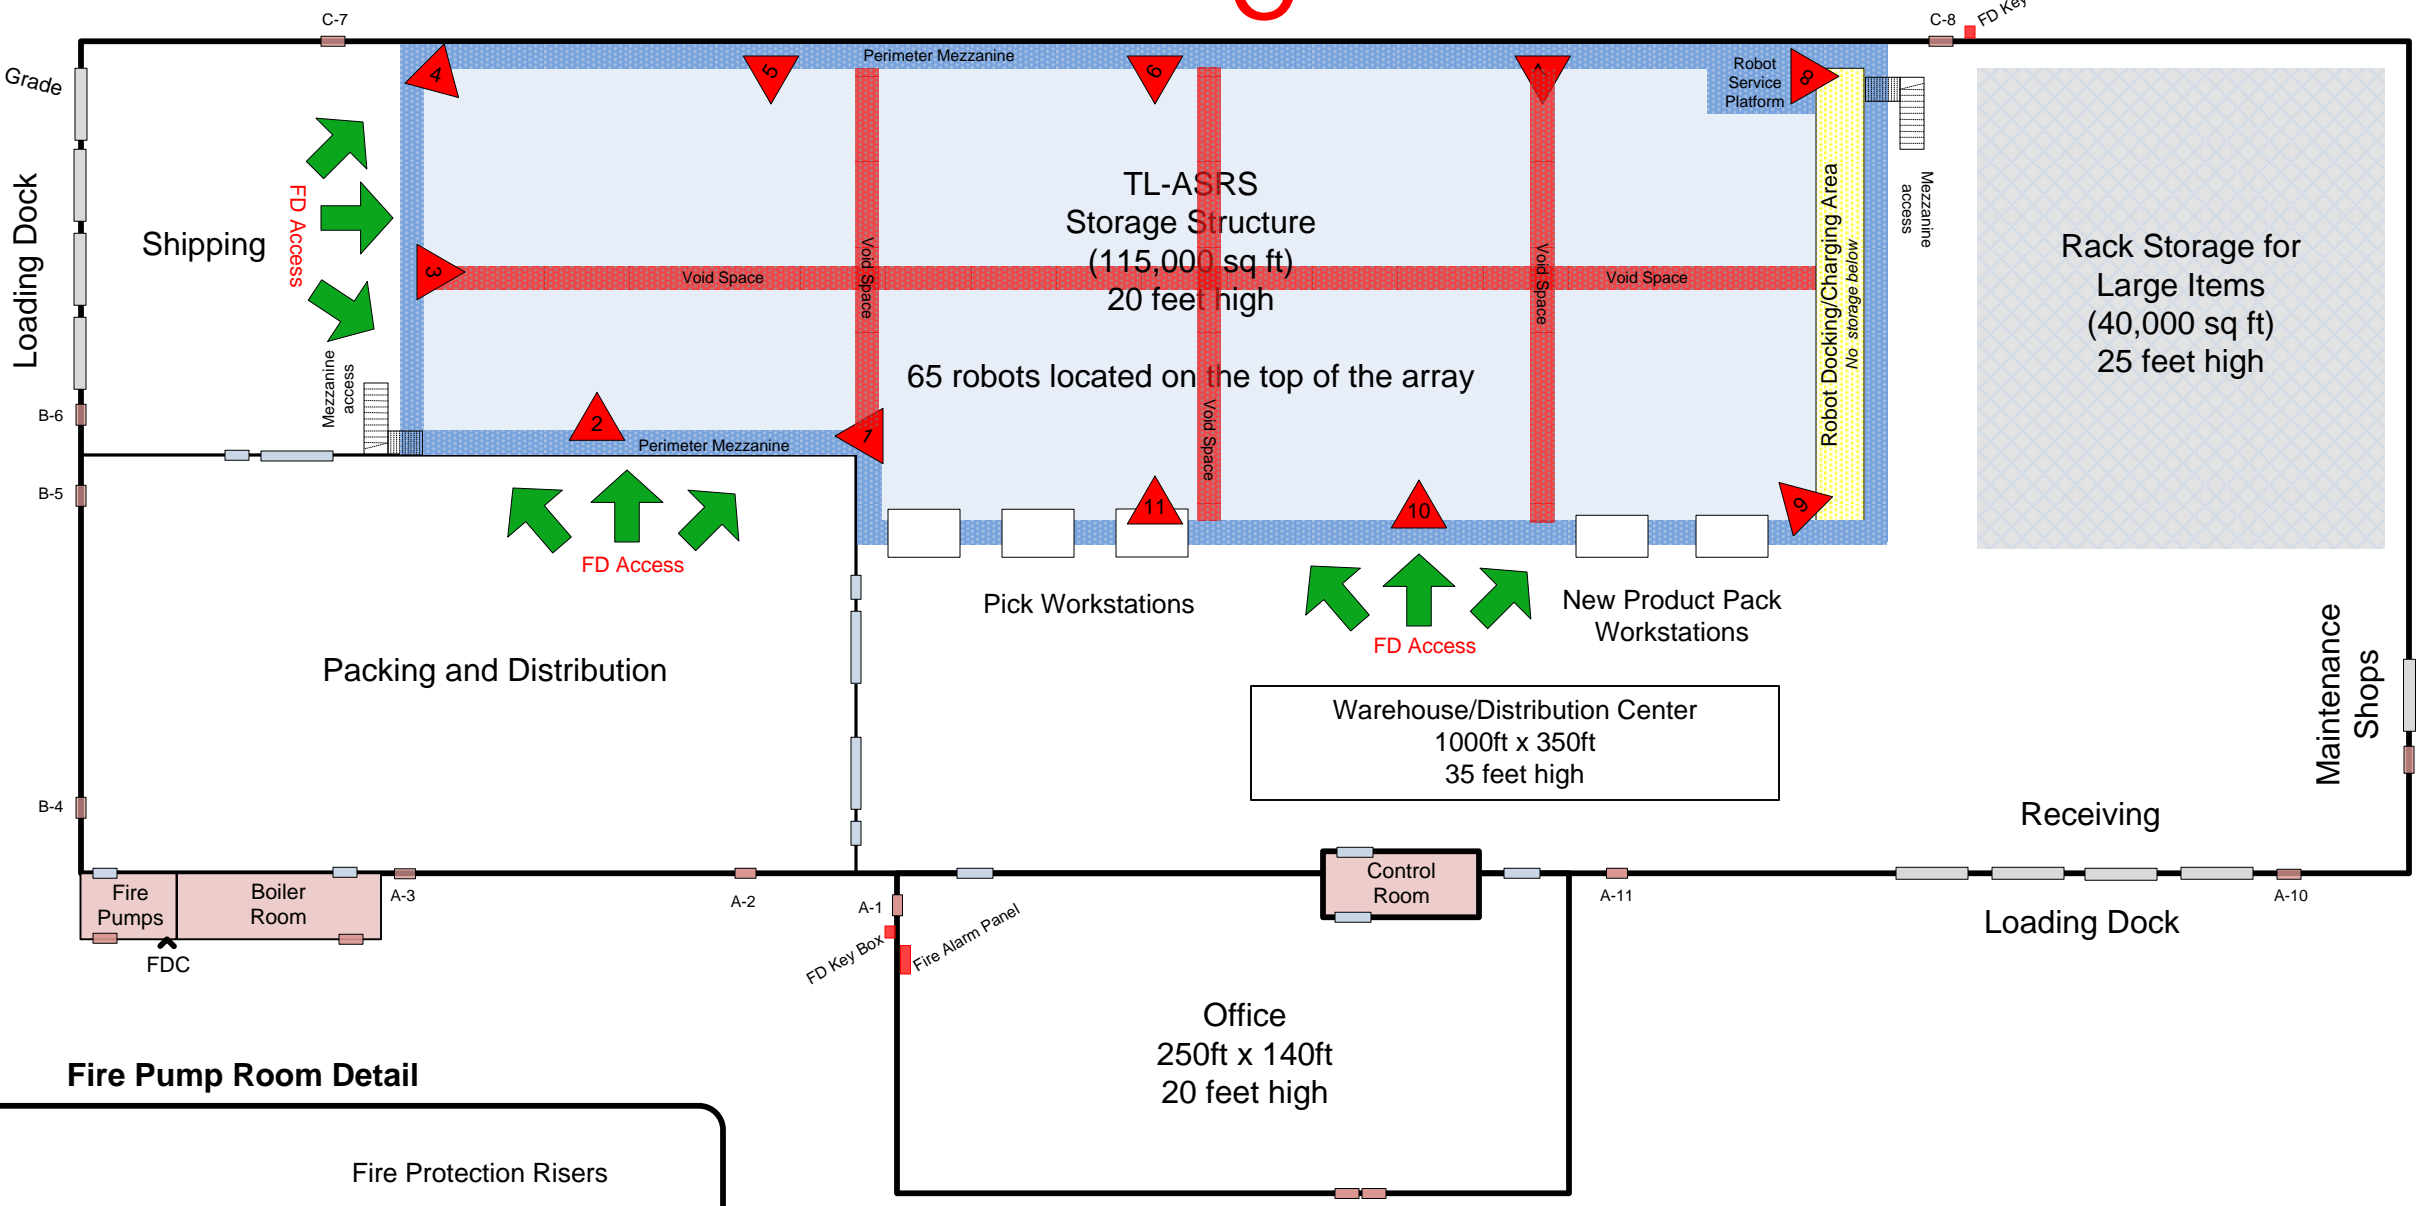 C-7
C-8
FD Key
Grade
Perimeter Mezzanine
4
5
6
7
8
Robot
Service
Platform
Loading Dock
Shipping
FD Access
Mezzanine
access
3
Void Space
Void Space
Void Space
Void Space
Void Space
TL-ASRS
Storage Structure
(115,000 sq ft)
20 feet high
65 robots located on the top of the array
Robot Docking/Charging Area
No storage below
Mezzanine
access
Rack Storage for
Large Items
(40,000 sq ft)
25 feet high
B-6
B-5
B-4
2
Perimeter Mezzanine
1
11
10
9
FD Access
Pick Workstations
FD Access
New Product Pack
Workstations
Packing and Distribution
Warehouse/Distribution Center
1000ft x 350ft
35 feet high
Maintenance
Shops
Receiving
Fire
Pumps
Boiler
Room
FDC
A-3
A-2
A-1
FD Key Box
Fire Alarm Panel
Control
Room
A-11
A-10
Loading Dock
Office
250ft x 140ft
20 feet high
Fire Pump Room Detail
Fire Protection Risers